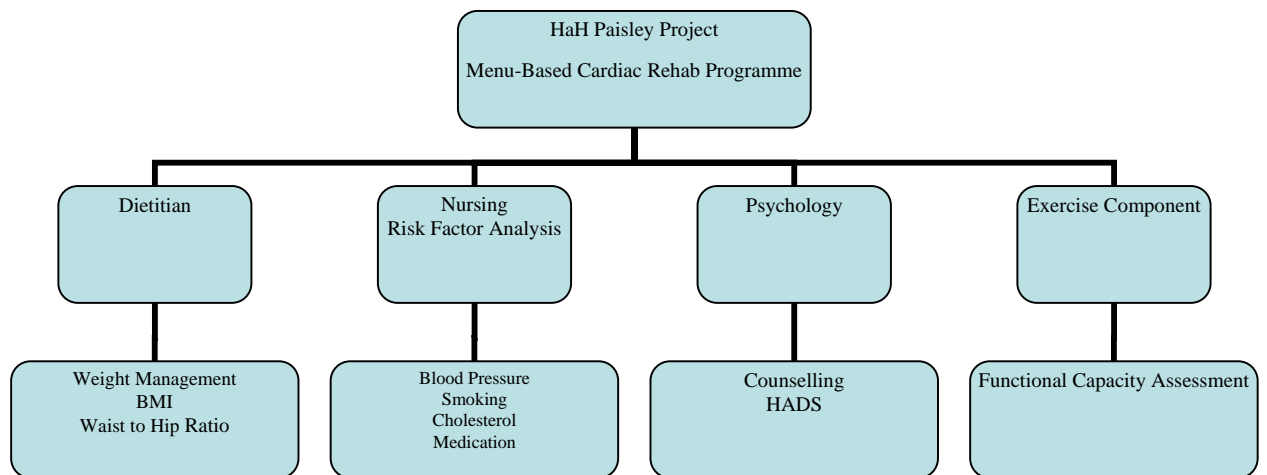 HaH Paisley Project
Menu-Based Cardiac Rehab Programme
Dietitian
Nursing
Risk Factor Analysis
Psychology
Exercise Component
Weight Management
BMI
Waist to Hip Ratio
Blood Pressure
Smoking
Cholesterol
Medication
Counselling
HADS
Functional Capacity Assessment